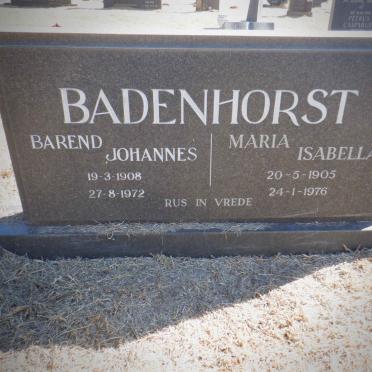 BADENHORST
BAREND JOHANNES
19-3-1908
27-8-1972
MARIA ISABELLA
20-5-1905
24-1-1976
RUS IN VREDE